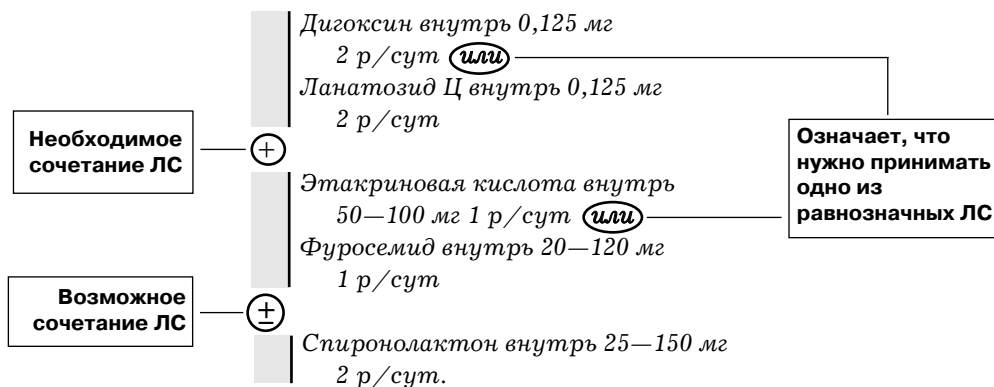 Дигоксин внутрь 0,125 мг
2 р/сут или
Ланатозид Ц внутрь 0,125 мг
2 р/сут
Необходимое
сочетание ЛС
+
Означает, что
нужно принимать
одно из
равнозначных ЛС
Этакриновая кислота внутрь
50—100 мг 1 р/сут или
Фуросемид внутрь 20—120 мг
1 р/сут
Возможное
сочетание ЛС
±
Спиронолактон внутрь 25—150 мг
2 р/сут.